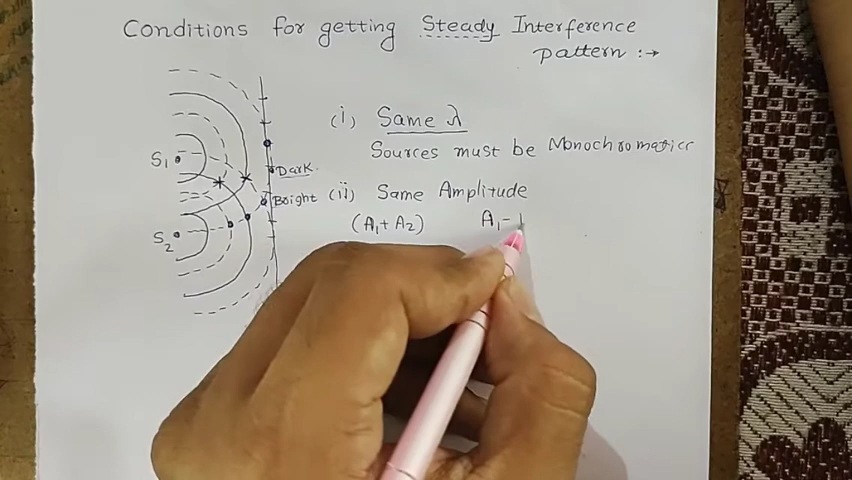 Conditions for getting Steady Interference
pattern :→
(i) Same λ
Sources must be Monochromatics
S1
Dark
Bright
(ii) Same Amplitude
(A1 + A2) A1 -
S2